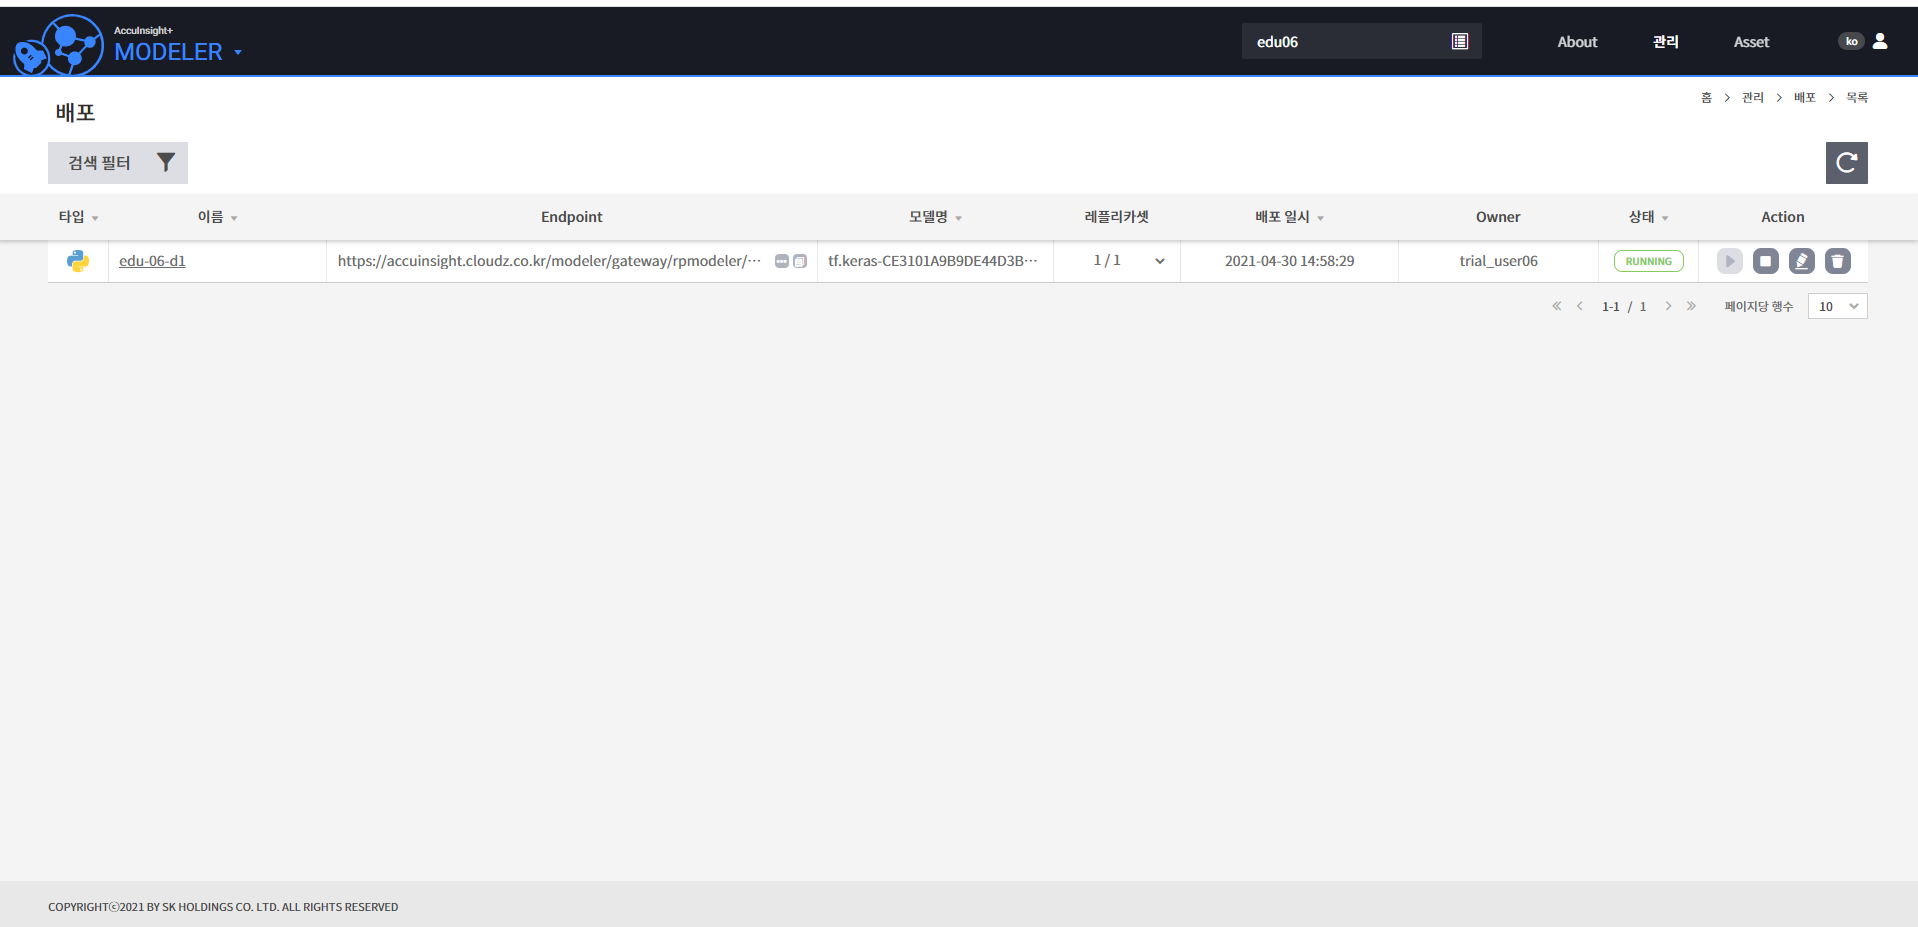 AccuInsight+
MODELER
edu06
About 관리 Asset ko
홈 > 관리 > 배포 > 목록
배포
검색 필터
타입 이름 Endpoint 모델명 레플리카셋 배포 일시 Owner 상태 Action
edu-06-d1 https://accuinsight.cloudz.co.kr/modeler/gateway/rpmodeler/··· tf.keras-CE3101A9B9DE44D3B··· 1 / 1 2021-04-30 14:58:29 trial_user06 RUNNING
1-1 / 1 페이지당 행수 10
COPYRIGHTⓒ2021 BY SK HOLDINGS CO. LTD. ALL RIGHTS RESERVED